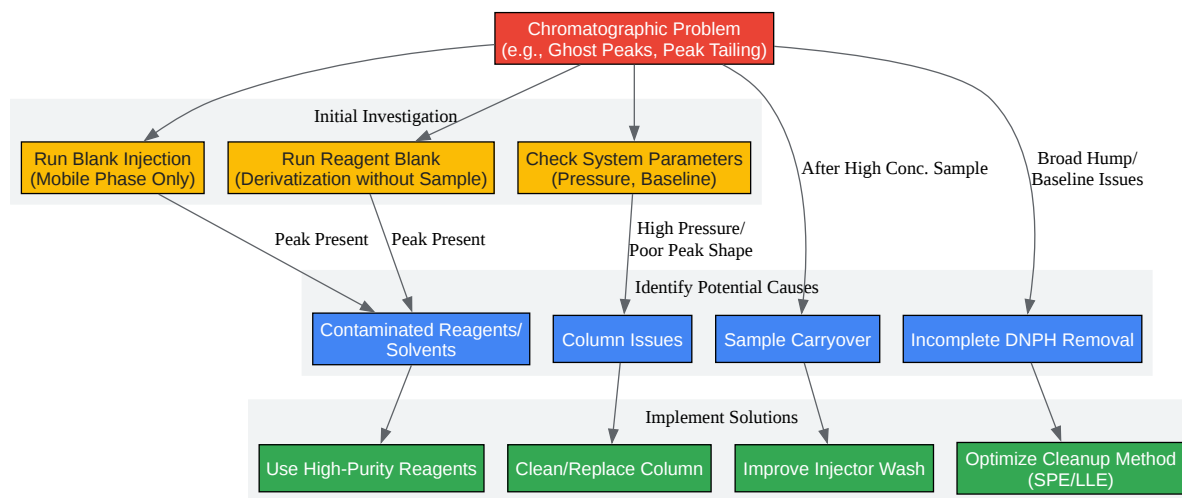 Chromatographic Problem
(e.g., Ghost Peaks, Peak Tailing)
Initial Investigation
Run Blank Injection
(Mobile Phase Only)
Run Reagent Blank
(Derivatization without Sample)
Check System Parameters
(Pressure, Baseline)
After High Conc. Sample
Broad Hump/
Baseline Issues
Peak Present
Peak Present
High Pressure/
Poor Peak Shape
Identify Potential Causes
Contaminated Reagents/
Solvents
Column Issues
Sample Carryover
Incomplete DNPH Removal
Implement Solutions
Use High-Purity Reagents
Clean/Replace Column
Improve Injector Wash
Optimize Cleanup Method
(SPE/LLE)